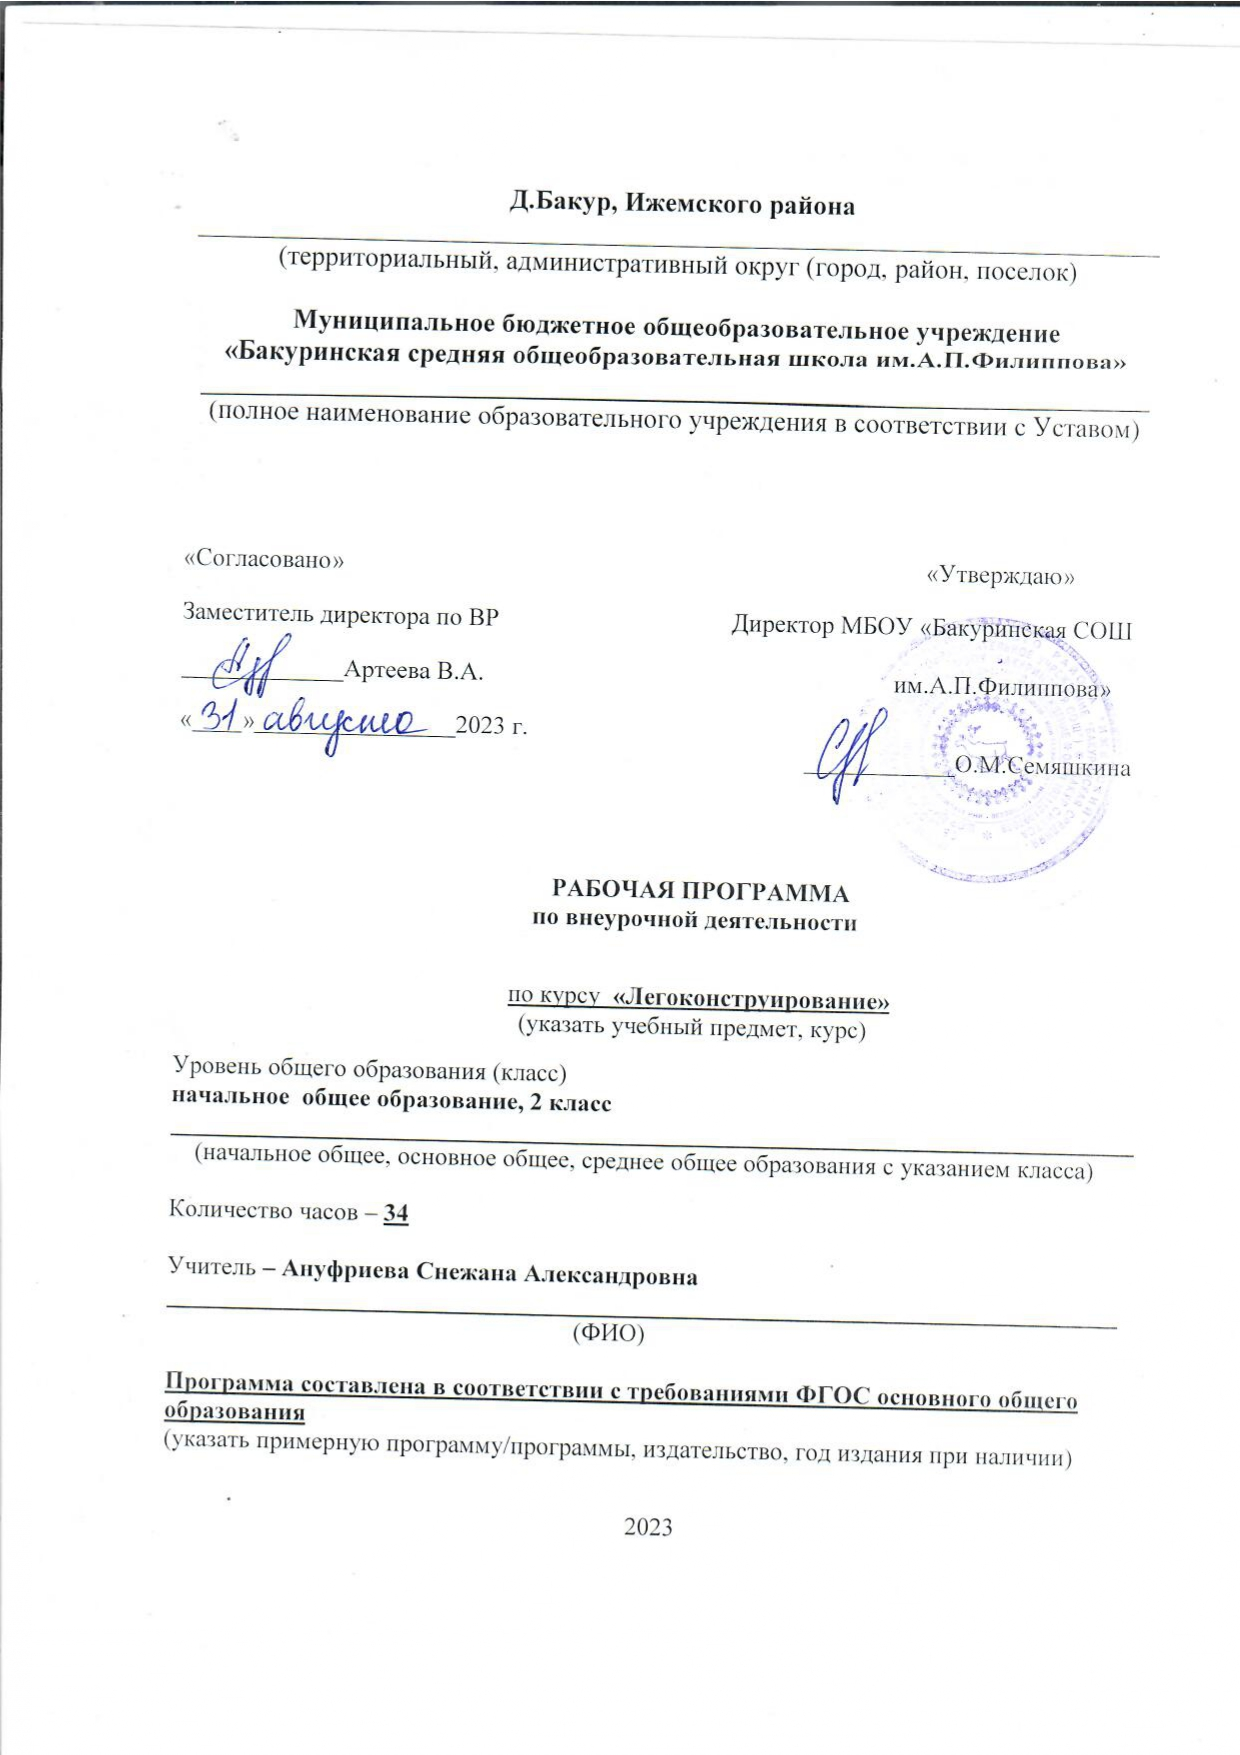 Д.Бакур, Ижемского района
(территориальный, административный округ (город, район, поселок)
Муниципальное бюджетное общеобразовательное учреждение
«Бакуринская средняя общеобразовательная школа им.А.П.Филиппова»
(полное наименование образовательного учреждения в соответствии с Уставом)
«Согласовано»
Заместитель директора по ВР
Артеева В.А.
«31» августа 2023 г.
«Утверждаю»
Директор МБОУ «Бакуринская СОШ
им.А.П.Филиппова»
О.М.Семяшкина
РАБОЧАЯ ПРОГРАММА
по внеурочной деятельности
по курсу «Легоконструирование»
(указать учебный предмет, курс)
Уровень общего образования (класс)
начальное общее образование, 2 класс
(начальное общее, основное общее, среднее общее образования с указанием класса)
Количество часов – 34
Учитель – Ануфриева Снежана Александровна
(ФИО)
Программа составлена в соответствии с требованиями ФГОС основного общего
образования
(указать примерную программу/программы, издательство, год издания при наличии)
2023